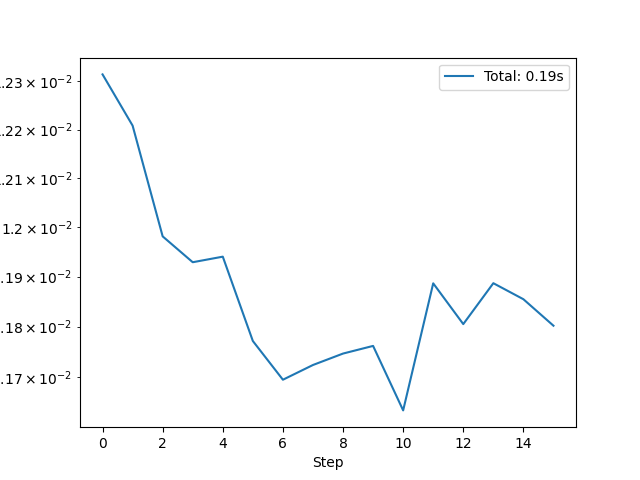 Total: 0.19s
.23 × 10⁻²
.22 × 10⁻²
.21 × 10⁻²
1.2 × 10⁻²
.19 × 10⁻²
.18 × 10⁻²
.17 × 10⁻²
0 2 4 6 8 10 12 14
Step